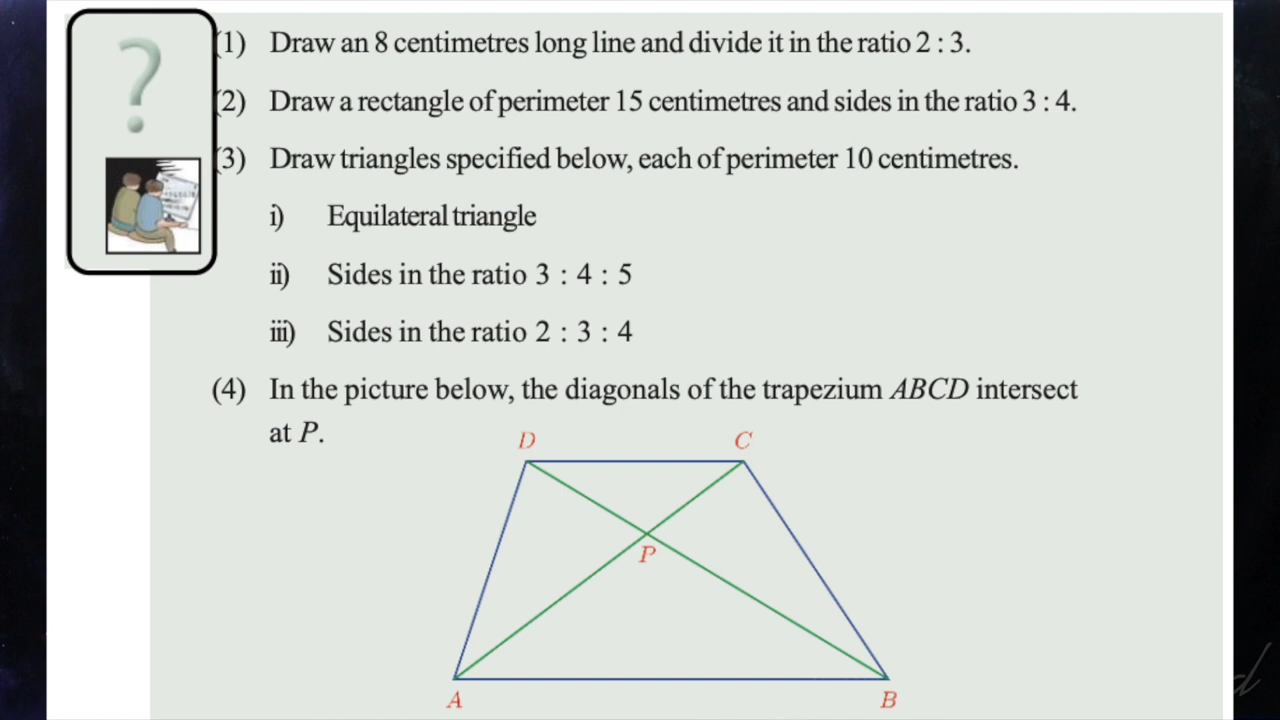 ?
(1) Draw an 8 centimetres long line and divide it in the ratio 2 : 3.
(2) Draw a rectangle of perimeter 15 centimetres and sides in the ratio 3 : 4.
(3) Draw triangles specified below, each of perimeter 10 centimetres.
i) Equilateral triangle
ii) Sides in the ratio 3 : 4 : 5
iii) Sides in the ratio 2 : 3 : 4
(4) In the picture below, the diagonals of the trapezium ABCD intersect
at P.
D C
P
A B
d